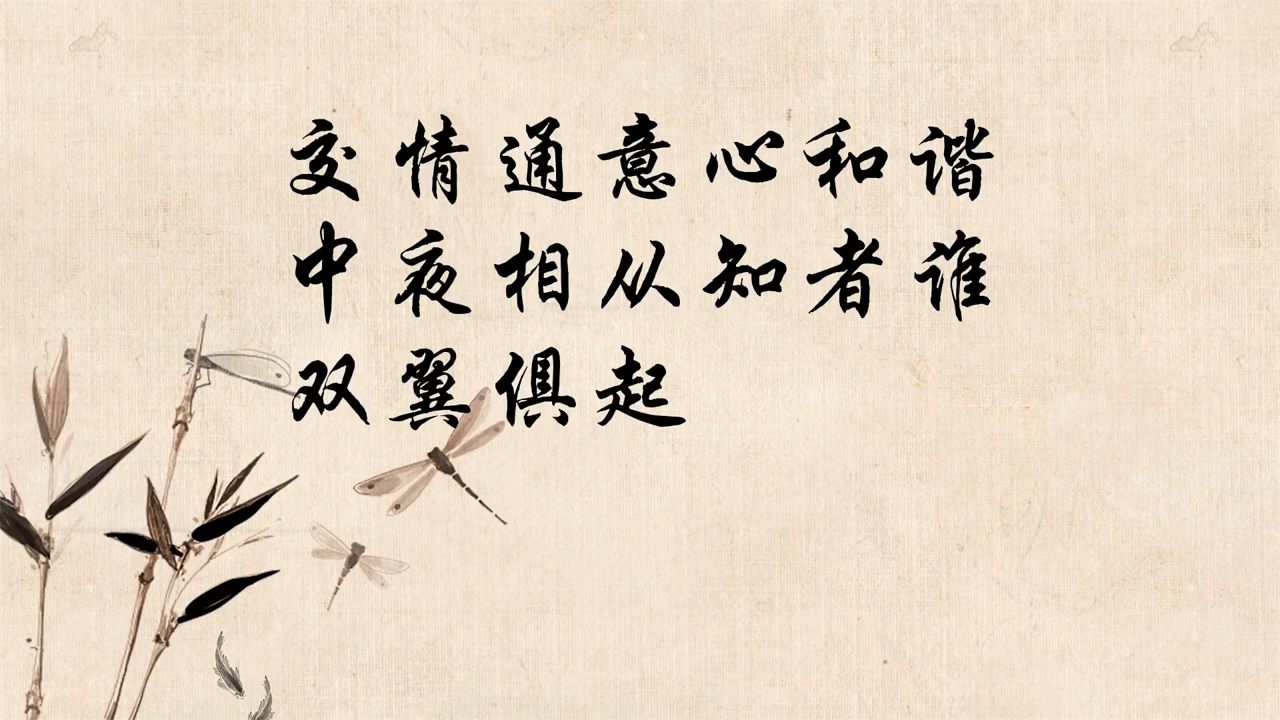 交情通意心和谐
中夜相从知者谁
双翼俱起